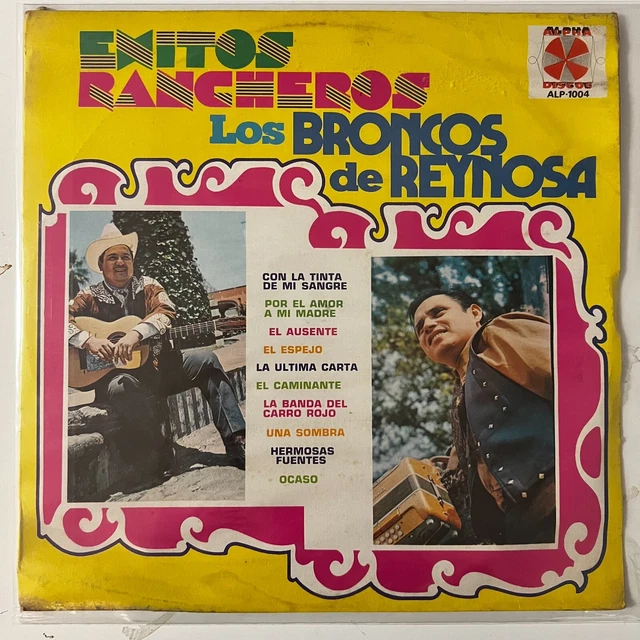 EXITOS
RANCHEROS
Los BRONCOS
de REYNOSA
ALPHA
DISCOS
ALP-1004
CON LA TINTA
DE MI SANGRE
POR EL AMOR
A MI MADRE
EL AUSENTE
EL ESPEJO
LA ULTIMA CARTA
EL CAMINANTE
LA BANDA DEL
CARRO ROJO
UNA SOMBRA
HERMOSAS
FUENTES
OCASO